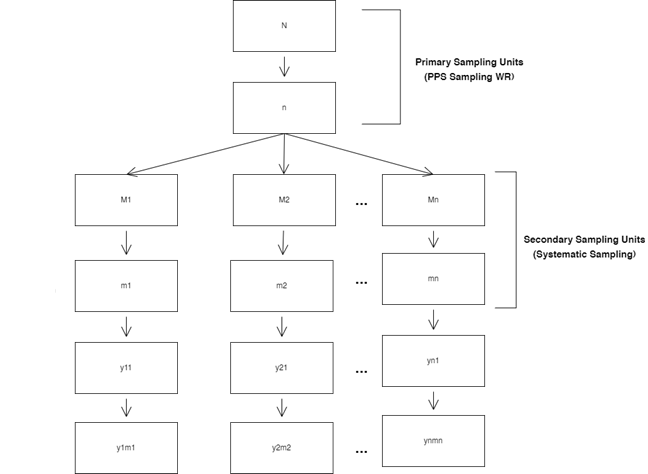 N
Primary Sampling Units
(PPS Sampling WR)
n
M1
M2
...
Mn
Secondary Sampling Units
(Systematic Sampling)
m1
m2
...
mn
y11
y21
...
yn1
y1m1
y2m2
...
ynmn